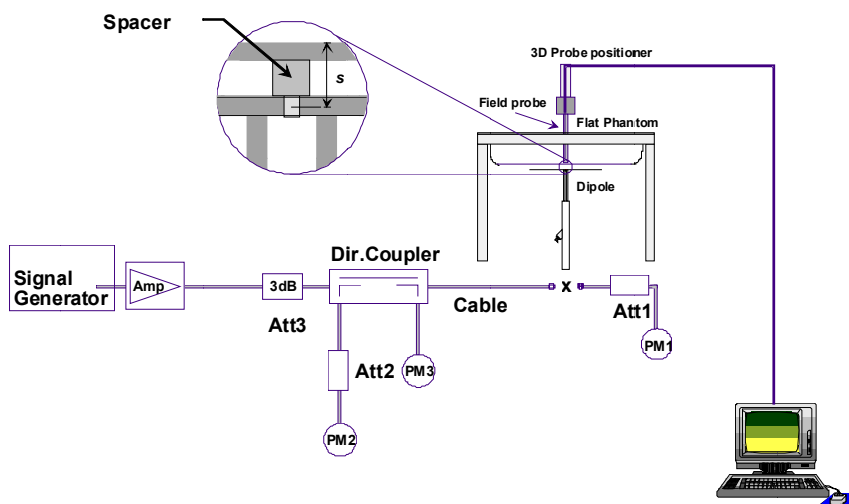 Spacer
s
3D Probe positioner
Field probe
Flat Phantom
Dipole
Signal
Generator
Amp
3dB
Att3
Dir.Coupler
Cable
x
Att1
PM1
Att2
PM3
PM2